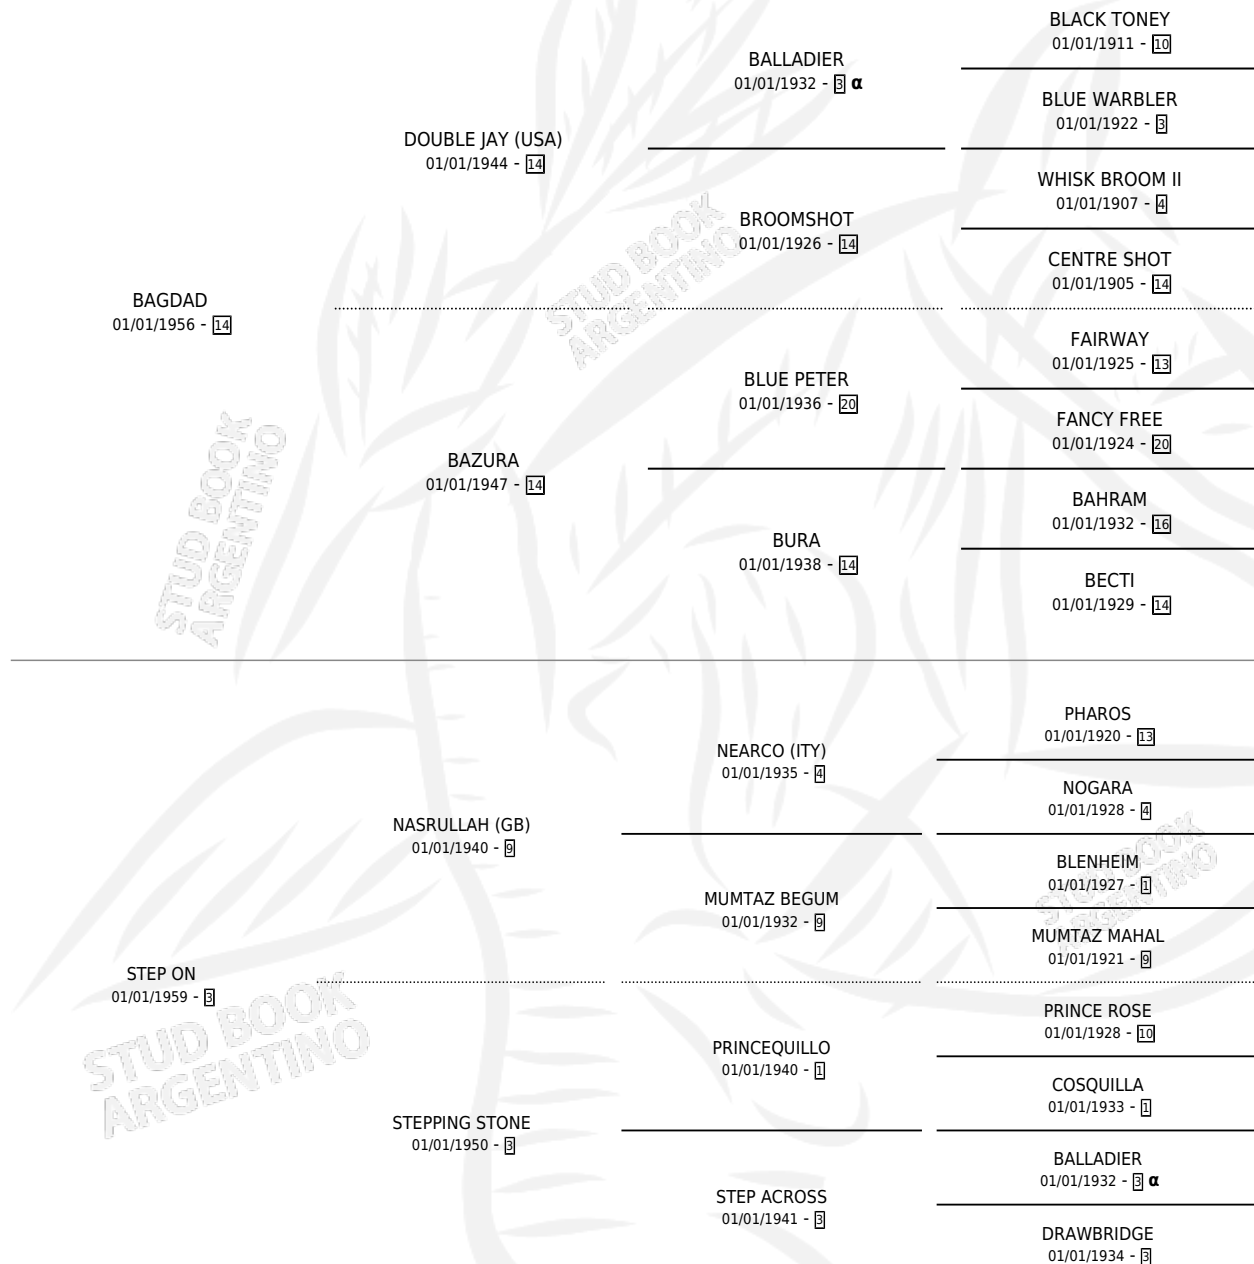 BLACK TONEY
01/01/1911 - 10
BALLADIER
01/01/1932 - 3 α
BLUE WARBLER
01/01/1922 - 3
DOUBLE JAY (USA)
01/01/1944 - 14
WHISK BROOM II
01/01/1907 - 4
BROOMSHOT
01/01/1926 - 14
CENTRE SHOT
01/01/1905 - 14
BAGDAD
01/01/1956 - 14
FAIRWAY
01/01/1925 - 13
BLUE PETER
01/01/1936 - 20
FANCY FREE
01/01/1924 - 20
BAZURA
01/01/1947 - 14
BAHRAM
01/01/1932 - 16
BURA
01/01/1938 - 14
BECTI
01/01/1929 - 14
PHAROS
01/01/1920 - 13
NEARCO (ITY)
01/01/1935 - 4
NOGARA
01/01/1928 - 4
NASRULLAH (GB)
01/01/1940 - 9
BLENHEIM
01/01/1927 - 1
MUMTAZ BEGUM
01/01/1932 - 9
MUMTAZ MAHAL
01/01/1921 - 9
STEP ON
01/01/1959 - 3
PRINCE ROSE
01/01/1928 - 10
PRINCEQUILLO
01/01/1940 - 1
COSQUILLA
01/01/1933 - 1
STEPPING STONE
01/01/1950 - 3
BALLADIER
01/01/1932 - 3 α
STEP ACROSS
01/01/1941 - 3
DRAWBRIDGE
01/01/1934 - 3
STUD BOOK
ARGENTINO
STUD BOOK
ARGENTINO
STUD BOOK
ARGENTINO
STUD BOOK
ARGENTINO